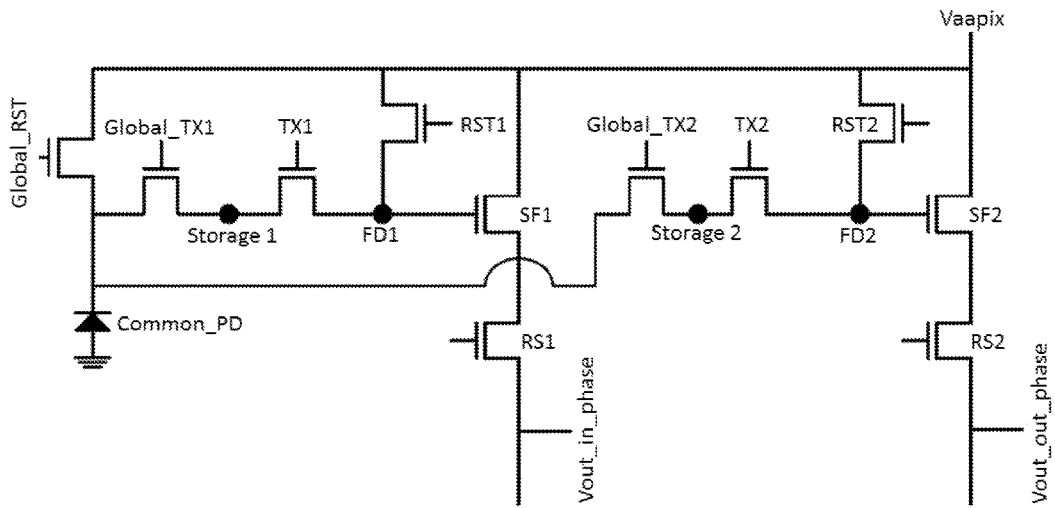 Vaapix
Global_RST
Global_TX1
TX1
RST1
Global_TX2
TX2
RST2
Storage 1
FD1
SF1
Storage 2
FD2
SF2
Common_PD
RS1
RS2
Vout_in_phase
Vout_out_phase